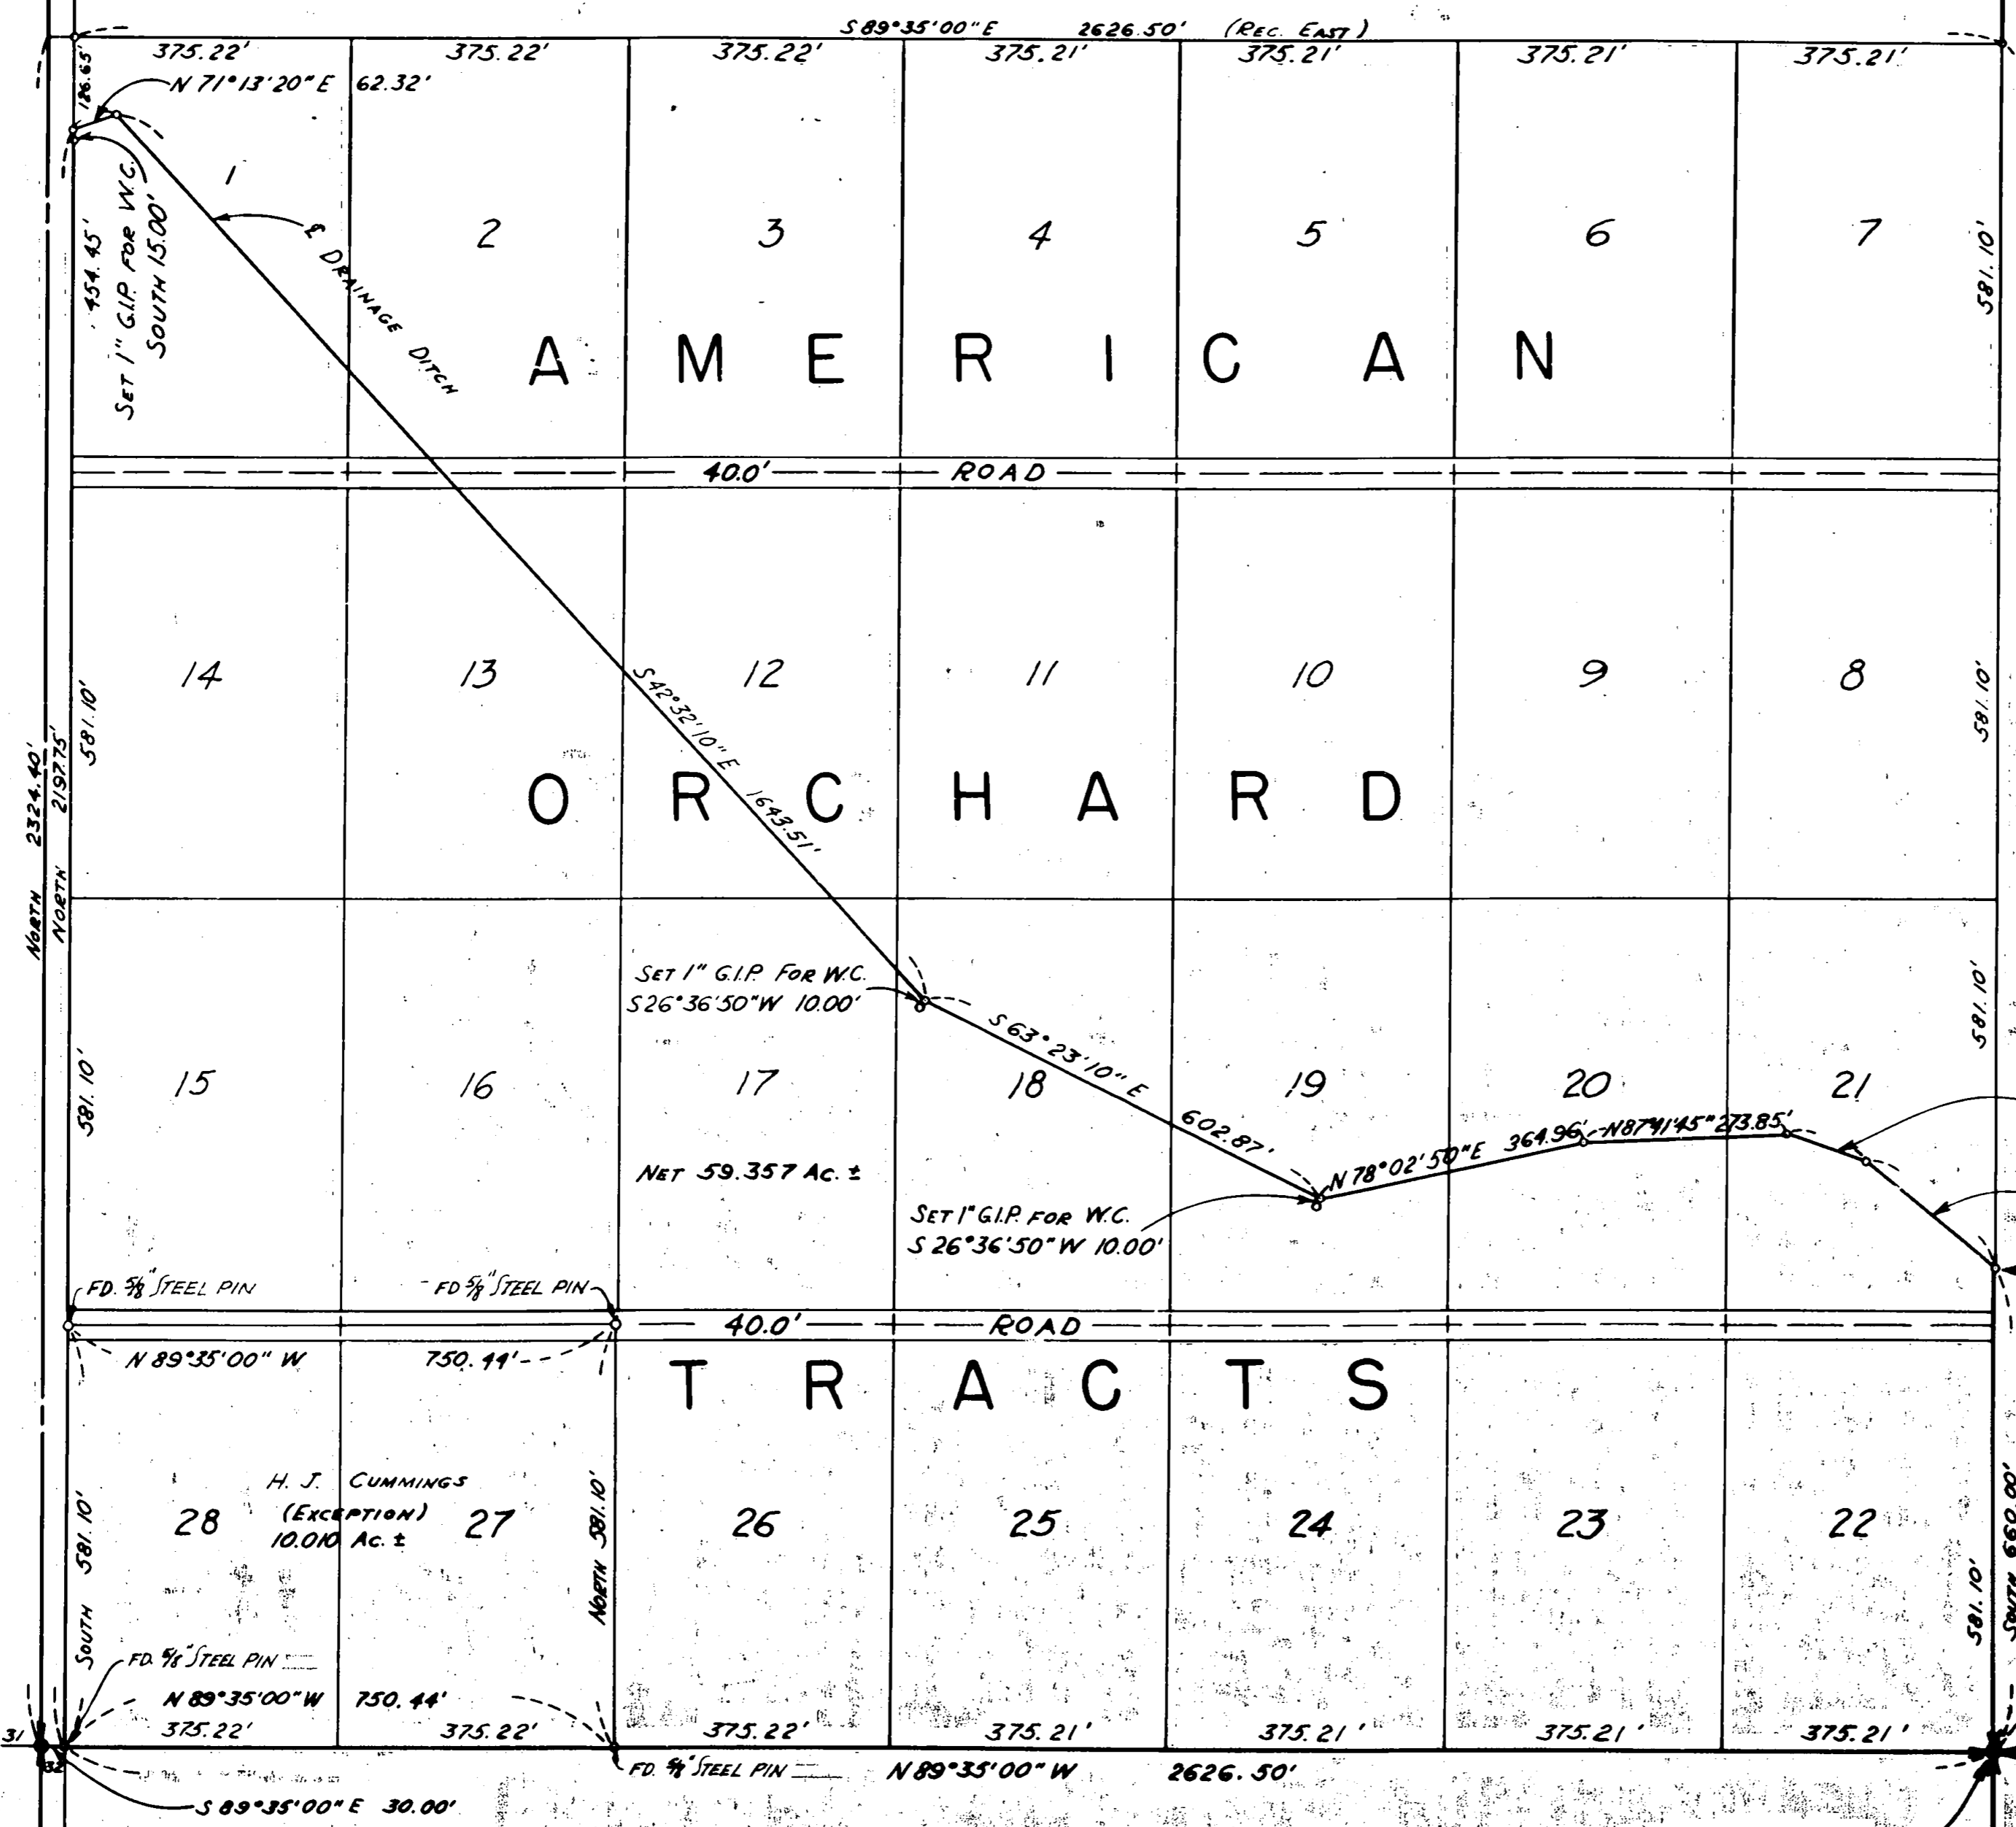 S 89°35'00" E 2626.50' (REC. EAST)
375.22' 375.22' 375.22' 375.21' 375.21' 375.21' 375.21'
126.65'
N 71°13'20" E 62.32'
1 2 3 4 5 6 7
454.45'
SET 1" G.I.P. FOR W.C.
SOUTH 15.00'
℄ DRAINAGE DITCH
581.10'
AMERICAN
40.0' ROAD
14 13 12 11 10 9 8
S 42°32'10" E 1643.51'
581.10'
581.10'
NORTH 2324.40'
NORTH 2197.75'
ORCHARD
SET 1" G.I.P. FOR W.C.
S 26°36'50" W 10.00'
S 63°23'10" E 602.87'
581.10'
581.10'
15 16 17 18 19 20 21
N 78°02'50" E 364.96'
N 87°41'45" 273.85'
NET 59.357 AC. ±
SET 1" G.I.P. FOR W.C.
S 26°36'50" W 10.00'
FD. 5/8" STEEL PIN
FD 5/8" STEEL PIN
40.0' ROAD
N 89°35'00" W 750.44'
TRACTS
H. J. CUMMINGS
(EXCEPTION)
10.010 AC. ±
28 27 26 25 24 23 22
SOUTH 581.10'
NORTH 581.10'
581.10'
SOUTH 660.00'
FD. 5/8" STEEL PIN
N 89°35'00" W 750.44'
375.22' 375.22' 375.22' 375.21' 375.21' 375.21' 375.21'
31
32
FD. 5/8" STEEL PIN
N 89°35'00" W 2626.50'
S 89°35'00" E 30.00'